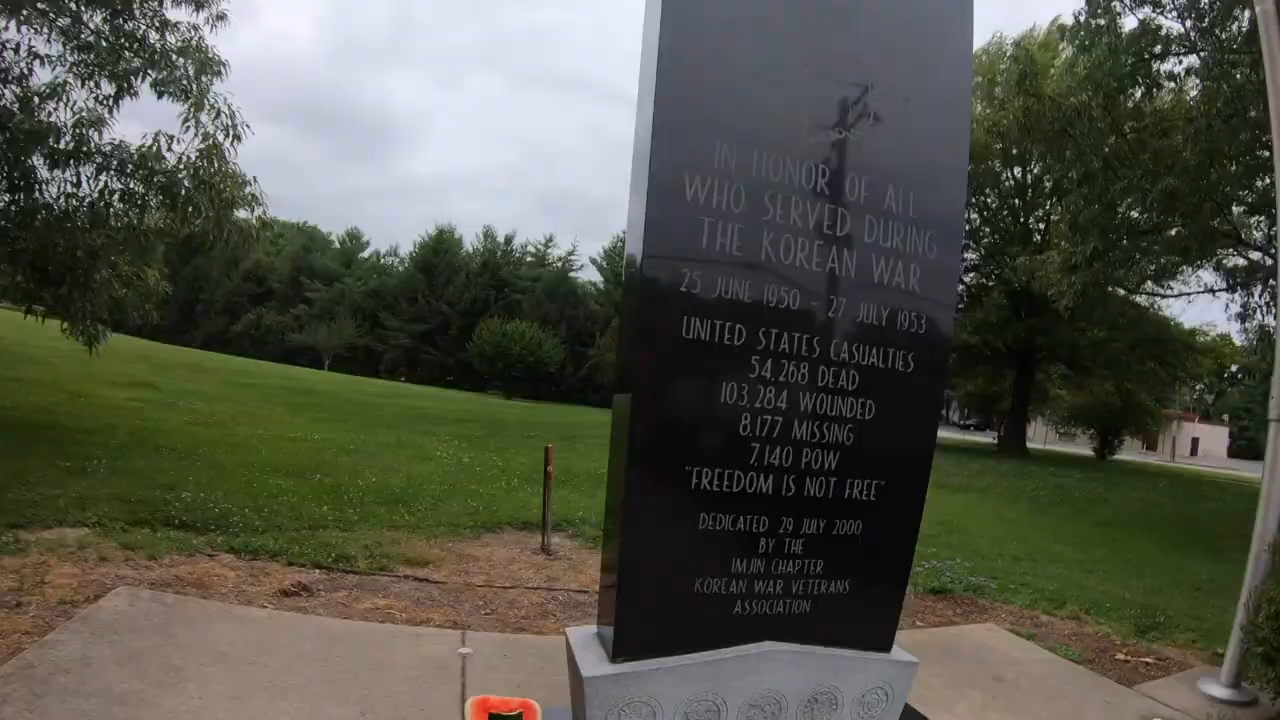 IN HONOR OF ALL
WHO SERVED DURING
THE KOREAN WAR
25 JUNE 1950 - 27 JULY 1953
UNITED STATES CASUALTIES
54,268 DEAD
103,284 WOUNDED
8,177 MISSING
7,140 POW
"FREEDOM IS NOT FREE"
DEDICATED 29 JULY 2000
BY THE
IMJIN CHAPTER
KOREAN WAR VETERANS
ASSOCIATION